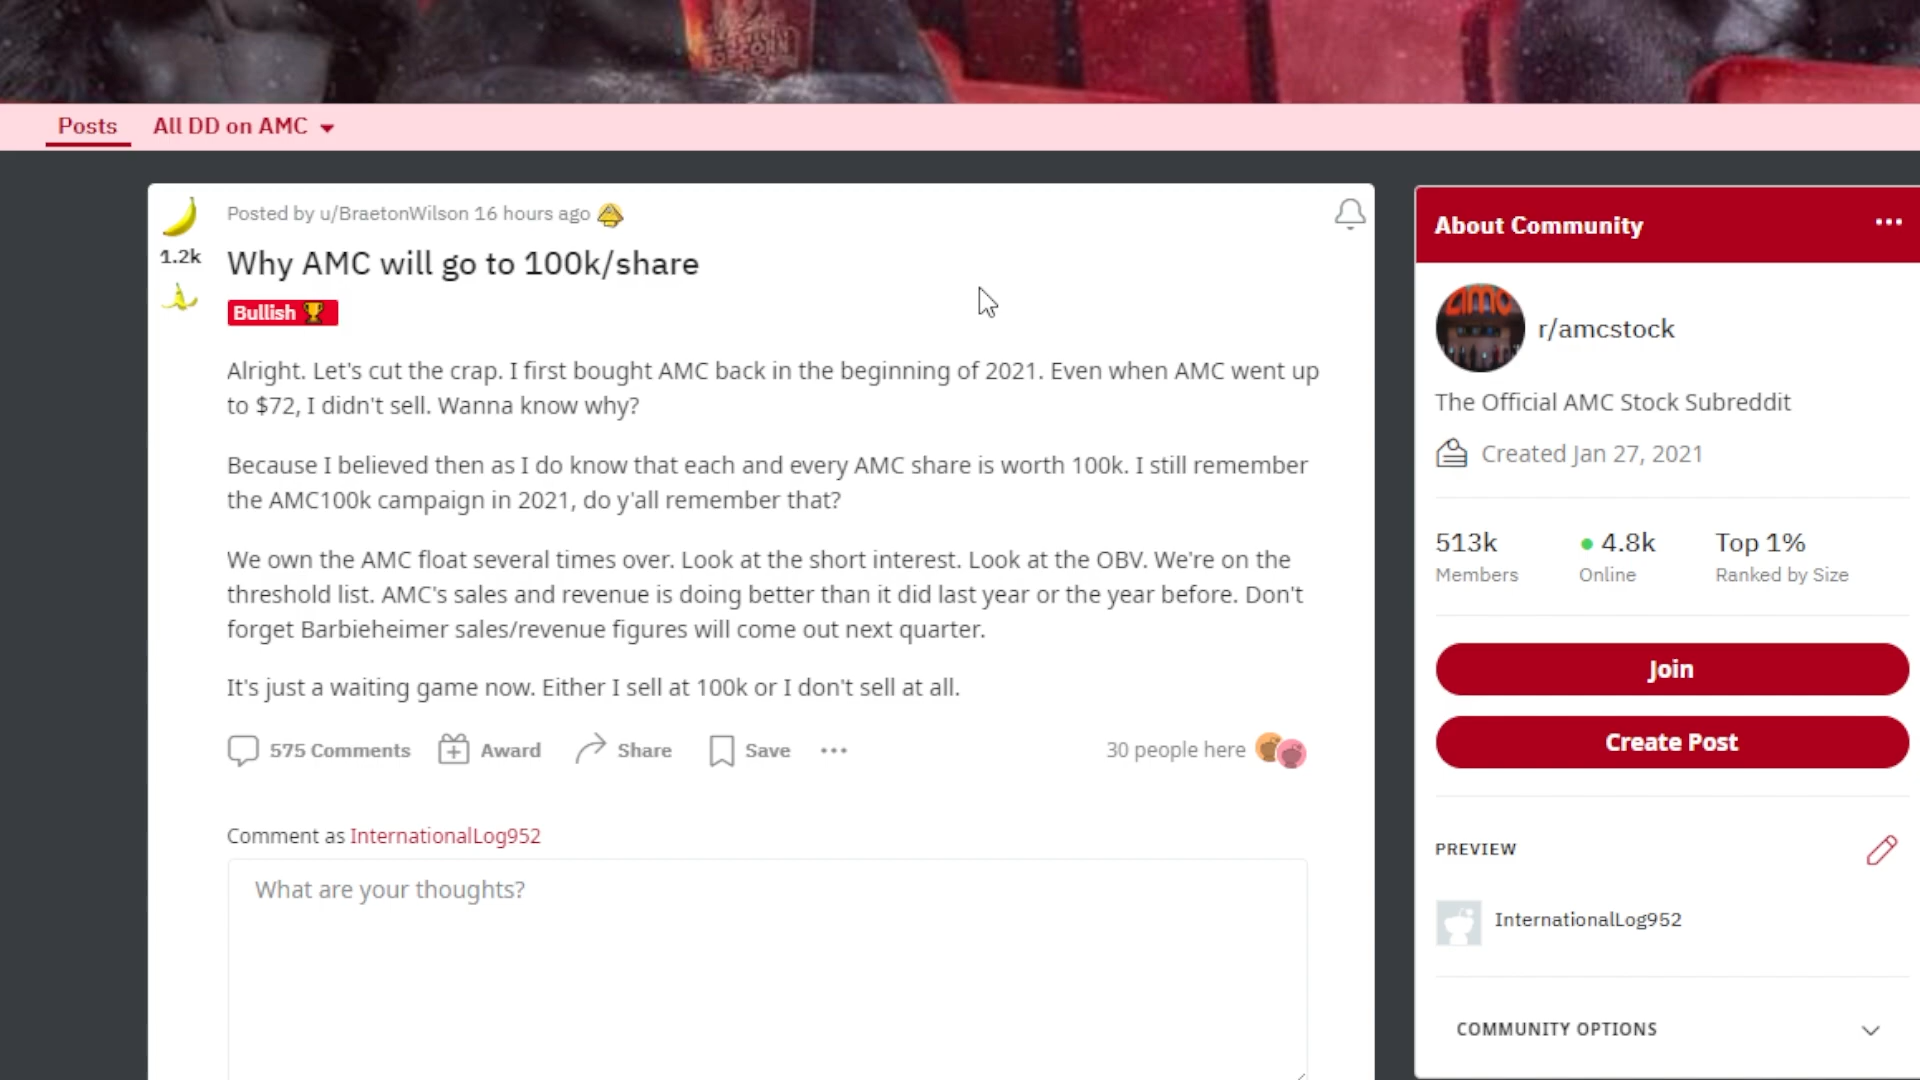 Posts
All DD on AMC
Posted by u/BraetonWilson 16 hours ago
1.2k
Why AMC will go to 100k/share
Bullish
Alright. Let's cut the crap. I first bought AMC back in the beginning of 2021. Even when AMC went up
to $72, I didn't sell. Wanna know why?
Because I believed then as I do know that each and every AMC share is worth 100k. I still remember
the AMC100k campaign in 2021, do y'all remember that?
We own the AMC float several times over. Look at the short interest. Look at the OBV. We're on the
threshold list. AMC's sales and revenue is doing better than it did last year or the year before. Don't
forget Barbieheimer sales/revenue figures will come out next quarter.
It's just a waiting game now. Either I sell at 100k or I don't sell at all.
575 Comments
Award
Share
Save
30 people here
Comment as InternationalLog952
What are your thoughts?
About Community
amc
r/amcstock
The Official AMC Stock Subreddit
Created Jan 27, 2021
513k
4.8k
Top 1%
Members
Online
Ranked by Size
Join
Create Post
PREVIEW
InternationalLog952
COMMUNITY OPTIONS